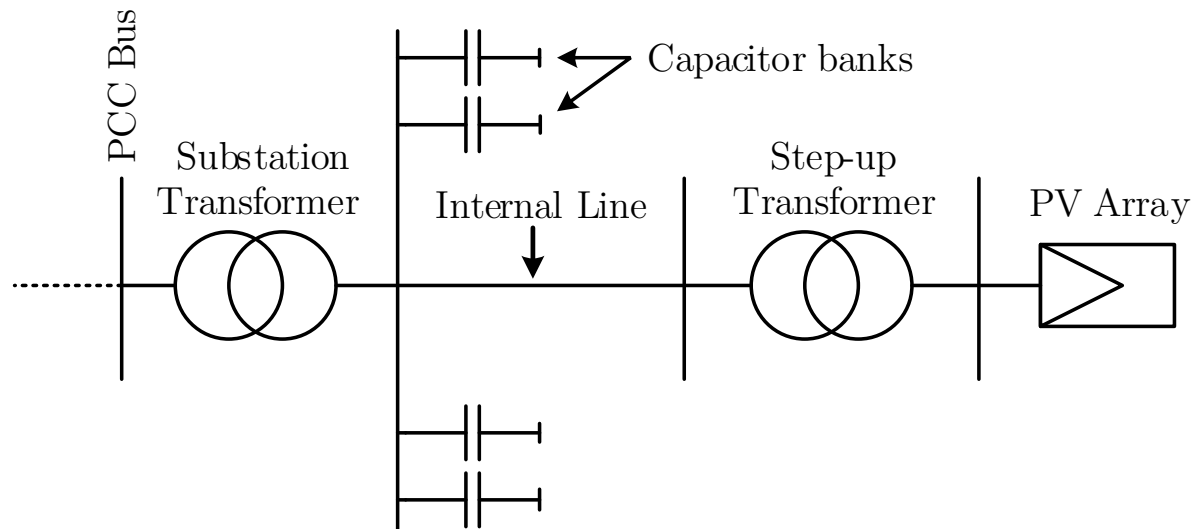 PCC Bus
Capacitor banks
Substation
Transformer
Internal Line
Step-up
Transformer
PV Array